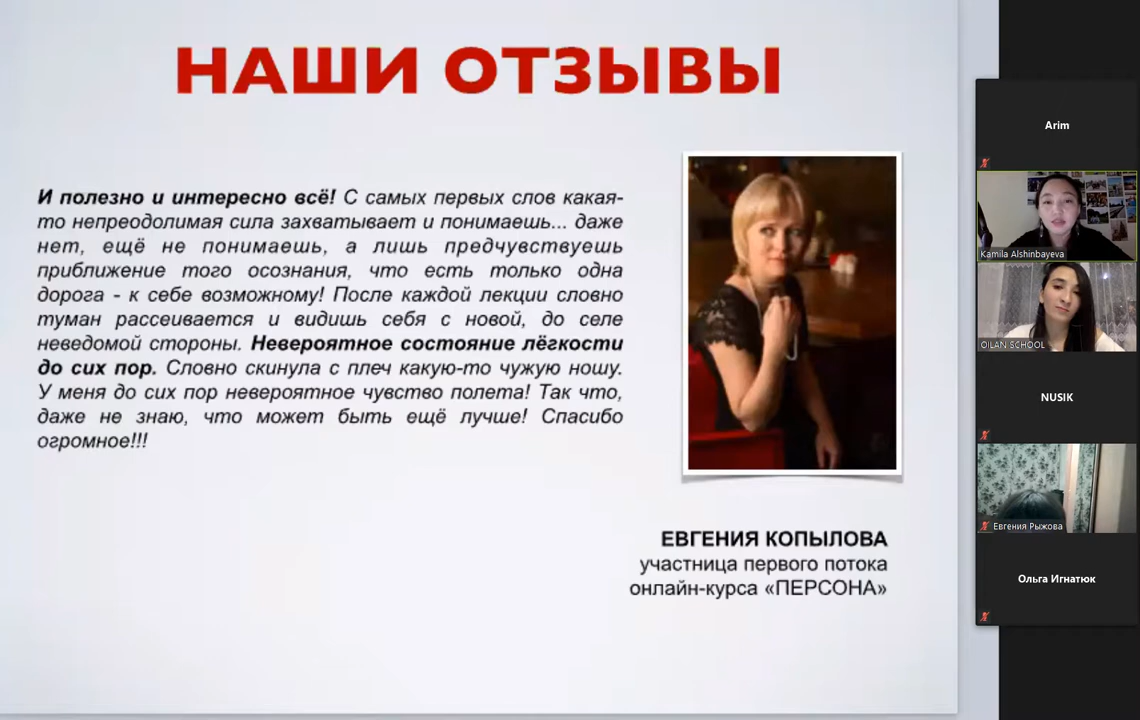 НАШИ ОТЗЫВЫ
И полезно и интересно всё! С самых первых слов какая-
то непреодолимая сила захватывает и понимаешь... даже
нет, ещё не понимаешь, а лишь предчувствуешь
приближение того осознания, что есть только одна
дорога - к себе возможному! После каждой лекции словно
туман рассеивается и видишь себя с новой, до селе
неведомой стороны. Невероятное состояние лёгкости
до сих пор. Словно скинула с плеч какую-то чужую ношу.
У меня до сих пор невероятное чувство полета! Так что,
даже не знаю, что может быть ещё лучше! Спасибо
огромное!!!
ЕВГЕНИЯ КОПЫЛОВА
участница первого потока
онлайн-курса «ПЕРСОНА»
Arim
Kamila Alshinbayeva
OILAN SCHOOL
NUSIK
Евгения Рыжова
Ольга Игнатюк